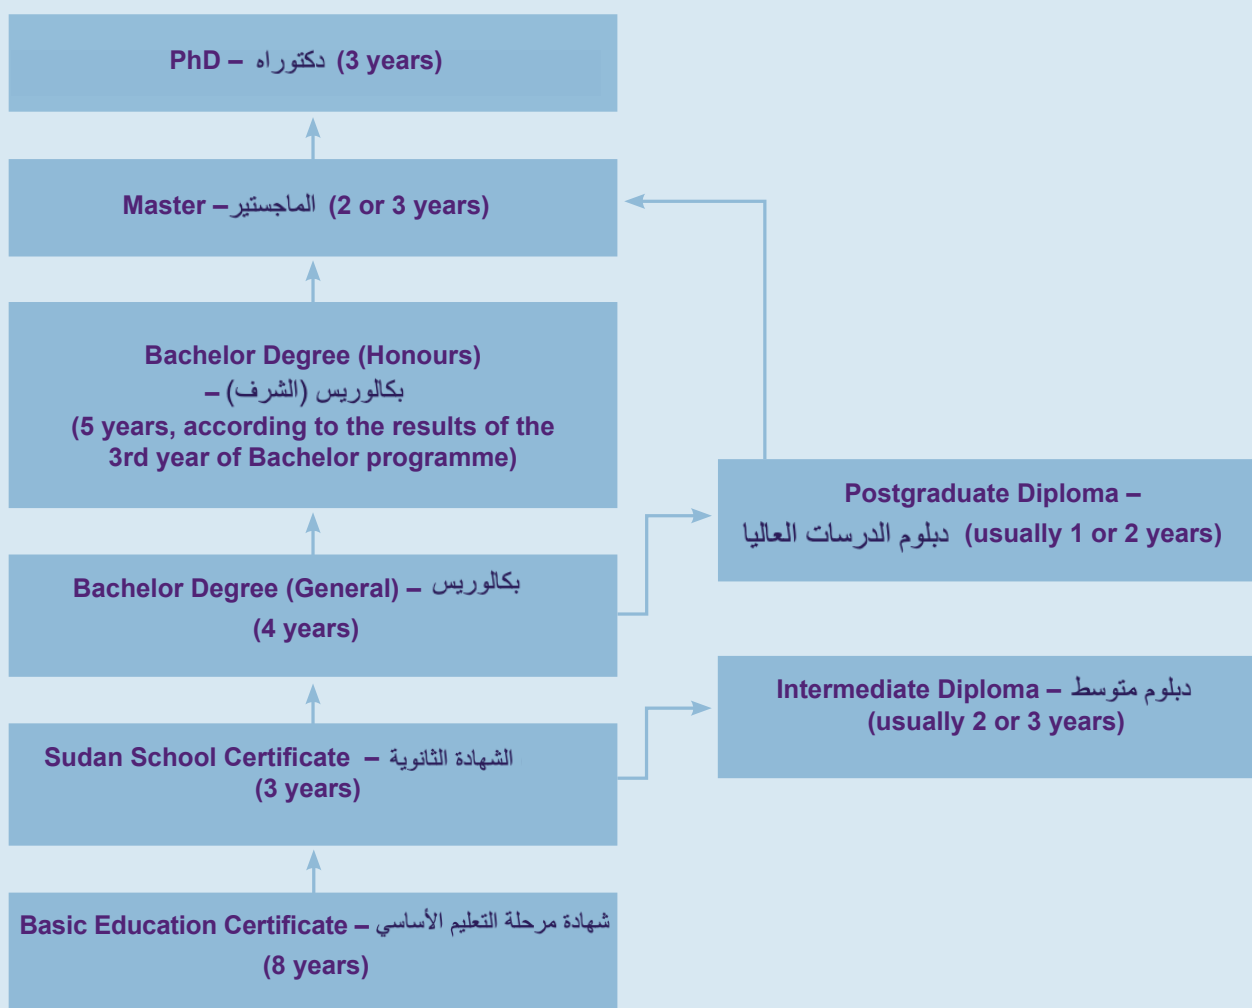 PhD – دكتوراه (3 years)
Master – الماجستير (2 or 3 years)
Bachelor Degree (Honours)
– بكالوريس (الشرف)
(5 years, according to the results of the
3rd year of Bachelor programme)
Postgraduate Diploma –
دبلوم الدرسات العاليا (usually 1 or 2 years)
Bachelor Degree (General) – بكالوريس
(4 years)
Intermediate Diploma – دبلوم متوسط
(usually 2 or 3 years)
Sudan School Certificate – الشهادة الثانوية
(3 years)
Basic Education Certificate – شهادة مرحلة التعليم الأساسي
(8 years)